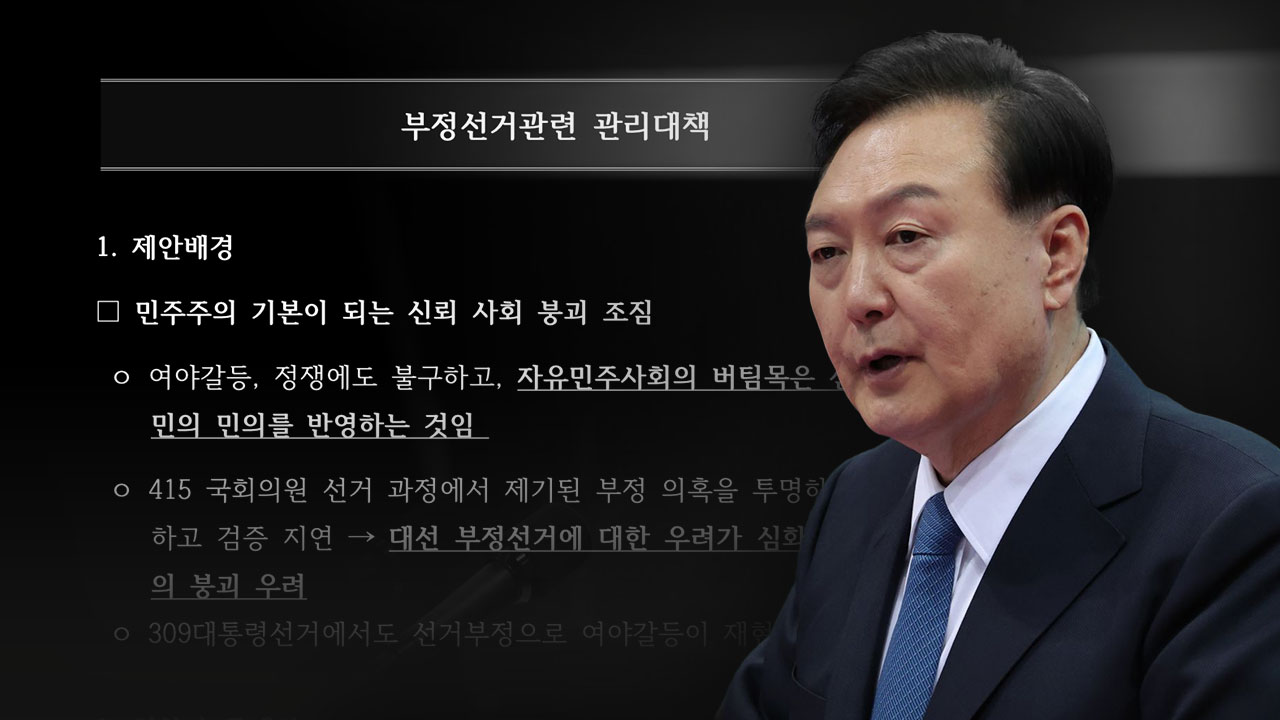 부정선거관련 관리대책
1. 제안배경
□ 민주주의 기본이 되는 신뢰 사회 붕괴 조짐
ㅇ 여야갈등, 정쟁에도 불구하고, 자유민주사회의 버팀목은
민의 민의를 반영하는 것임
ㅇ 415 국회의원 선거 과정에서 제기된 부정 의혹을 투명하
하고 검증 지연 → 대선 부정선거에 대한 우려가 심화
의 붕괴 우려
ㅇ 309대통령선거에서도 선거부정으로 여야갈등이